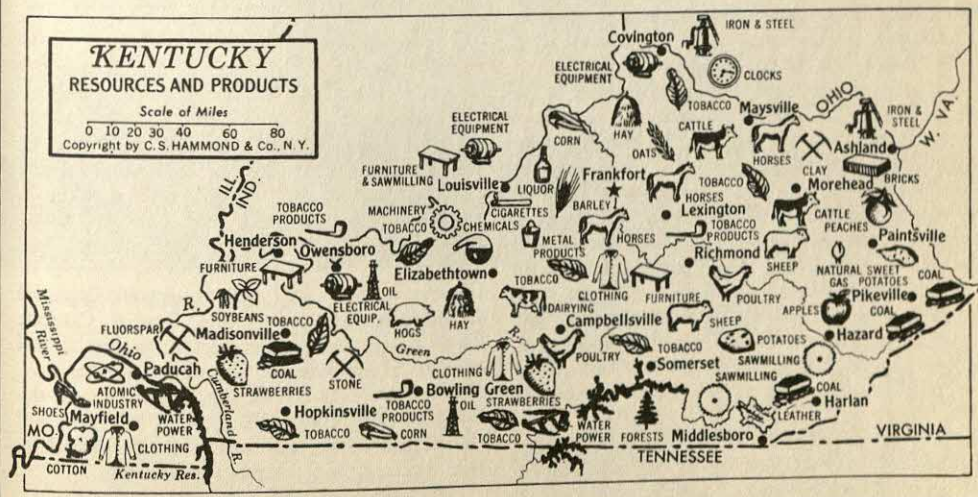 KENTUCKY
RESOURCES AND PRODUCTS
Scale of Miles
0 10 20 30 40 60 80
Copyright by C.S. HAMMOND & Co., N.Y.
Covington
IRON & STEEL
ELECTRICAL
EQUIPMENT
CLOCKS
TOBACCO
Maysville
OHIO
IRON &
STEEL
W. VA.
ELECTRICAL
EQUIPMENT
CORN
HAY
CATTLE
OATS
HORSES
CLAY
Ashland
BRICKS
ILL.
IND.
FURNITURE
& SAWMILLING
Louisville
LIQUOR
Frankfort
BARLEY
HORSES
TOBACCO
Morehead
CATTLE
PEACHES
TOBACCO
PRODUCTS
MACHINERY
TOBACCO
CIGARETTES
CHEMICALS
Lexington
TOBACCO
PRODUCTS
Paintsville
Henderson
Owensboro
METAL
PRODUCTS
HORSES
Richmond
SHEEP
NATURAL
GAS
SWEET
POTATOES
COAL
FURNITURE
Elizabethtown
TOBACCO
CLOTHING
FURNITURE
POULTRY
APPLES
Pikeville
COAL
Mississippi
River
R.
SOYBEANS
ELECTRICAL
EQUIP.
OIL
HOGS
HAY
DAIRYING
Campbellsville
SHEEP
Hazard
FLUORSPAR
Madisonville
TOBACCO
Green
R.
POULTRY
TOBACCO
POTATOES
SAWMILLING
Ohio
Paducah
STRAWBERRIES
COAL
STONE
CLOTHING
Somerset
SAWMILLING
ATOMIC
INDUSTRY
Cumberland
R.
Bowling Green
STRAWBERRIES
COAL
Harlan
SHOES
Mayfield
WATER
POWER
Hopkinsville
TOBACCO
PRODUCTS
OIL
LEATHER
MO.
CLOTHING
TOBACCO
CORN
TOBACCO
WATER
POWER
FORESTS
Middlesboro
VIRGINIA
COTTON
Kentucky Res.
TENNESSEE